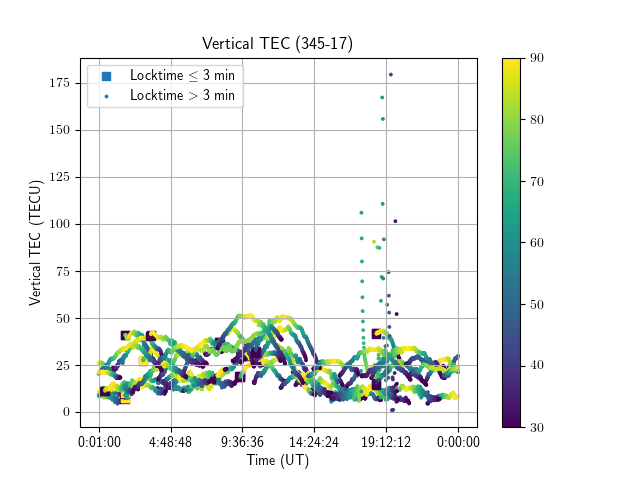 Vertical TEC (345-17)
Locktime ≤ 3 min
Locktime > 3 min
Vertical TEC (TECU)
175
150
125
100
75
50
25
0
0:01:00 4:48:48 9:36:36 14:24:24 19:12:12 0:00:00
Time (UT)
90
80
70
60
50
40
30